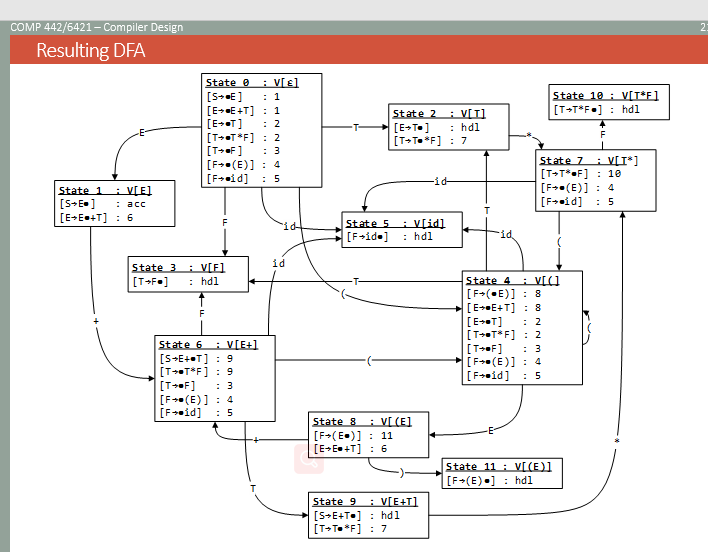 COMP 442/6421 – Compiler Design
Resulting DFA
State 0 : V[ε]
[S→•E] : 1
[E→•E+T] : 1
[E→•T] : 2
[T→•T*F] : 2
[T→•F] : 3
[F→•(E)] : 4
[F→•id] : 5
State 1 : V[E]
[S→E•] : acc
[E→E•+T] : 6
State 2 : V[T]
[E→T•] : hdl
[T→T•*F] : 7
State 10 : V[T*F]
[T→T*F•] : hdl
State 7 : V[T*]
[T→T*•F] : 10
[F→•(E)] : 4
[F→•id] : 5
State 5 : V[id]
[F→id•] : hdl
State 3 : V[F]
[T→F•] : hdl
State 4 : V[(]
[F→(•E)] : 8
[E→•E+T] : 8
[E→•T] : 2
[T→•T*F] : 2
[T→•F] : 3
[F→•(E)] : 4
[F→•id] : 5
State 6 : V[E+]
[S→E+•T] : 9
[T→•T*F] : 9
[T→•F] : 3
[F→•(E)] : 4
[F→•id] : 5
State 8 : V[(E]
[F→(E•)] : 11
[E→E•+T] : 6
State 11 : V[(E)]
[F→(E)•] : hdl
State 9 : V[E+T]
[S→E+T•] : hdl
[T→T•*F] : 7
E
T
*
F
id
T
(
F
id
id
id
T
(
(
+
F
(
E
+
)
T
*